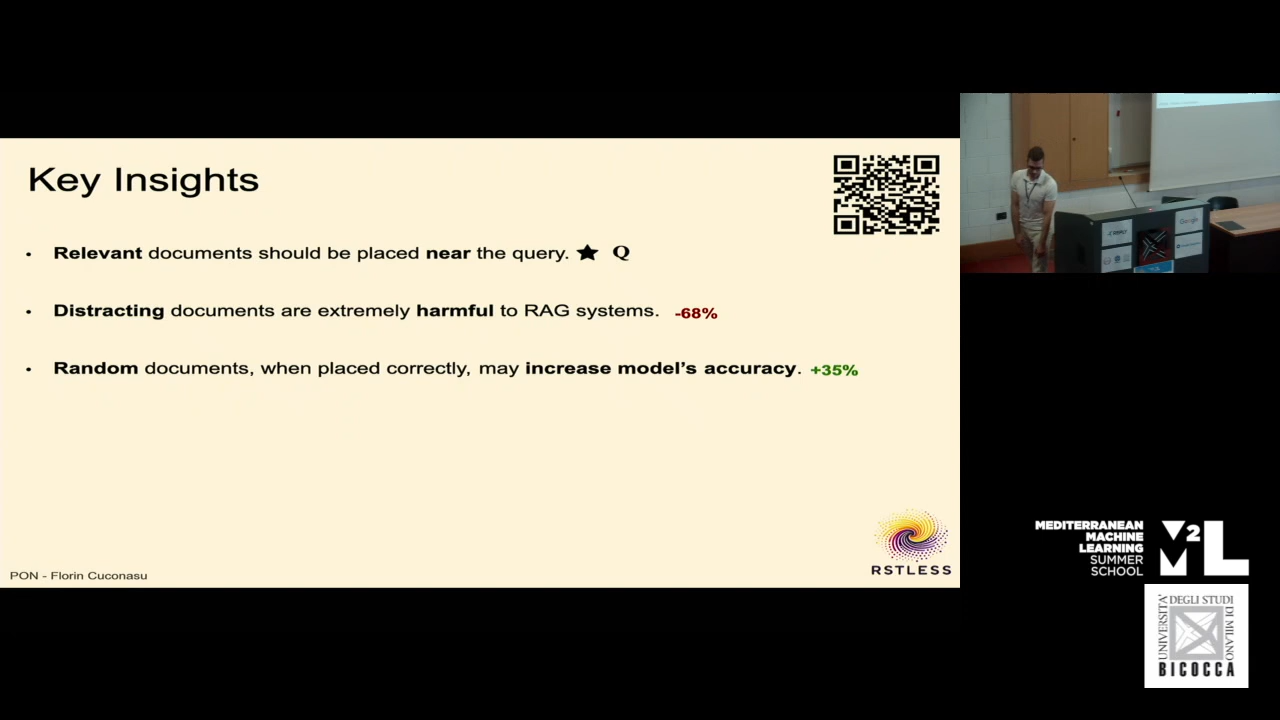 Key Insights
• Relevant documents should be placed near the query. ★ Q
• Distracting documents are extremely harmful to RAG systems. -68%
• Random documents, when placed correctly, may increase model's accuracy. +35%
PON - Florin Cuconasu
RSTLESS
Google
MEDITERRANEAN
MACHINE
LEARNING
SUMMER
SCHOOL
M2L
UNIVERSITÀ
DEGLI STUDI
DI MILANO
BICOCCA